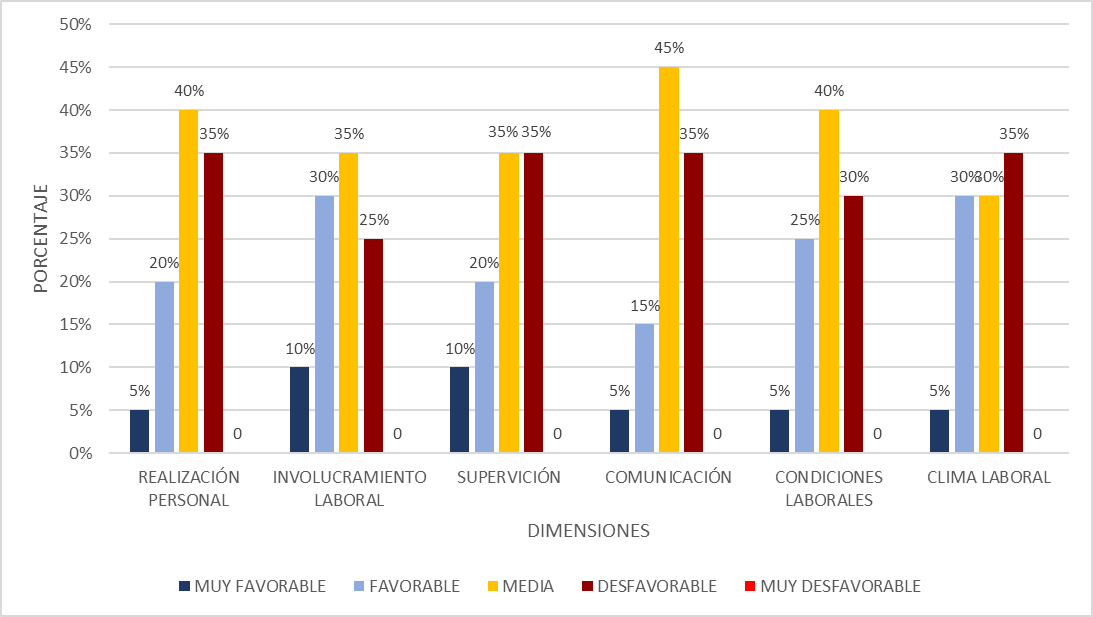 50%
45%
40%
35%
30%
25%
20%
15%
10%
5%
0%
PORCENTAJE
5% 20% 40% 35% 0
10% 30% 35% 25% 0
10% 20% 35% 35% 0
5% 15% 45% 35% 0
5% 25% 40% 30% 0
5% 30% 30% 35% 0
REALIZACIÓN
PERSONAL
INVOLUCRAMIENTO
LABORAL
SUPERVICIÓN
COMUNICACIÓN
CONDICIONES
LABORALES
CLIMA LABORAL
DIMENSIONES
MUY FAVORABLE FAVORABLE MEDIA DESFAVORABLE MUY DESFAVORABLE